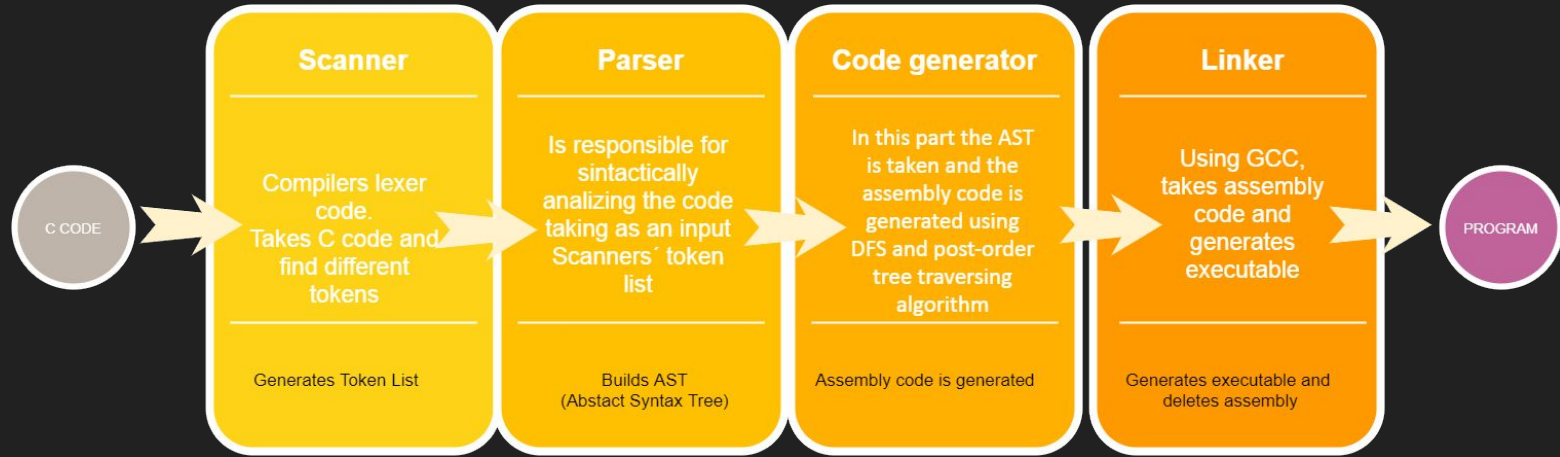 C CODE
Scanner
Compilers lexer
code.
Takes C code and
find different
tokens
Generates Token List
Parser
Is responsible for
sintactically
analizing the code
taking as an input
Scanners´ token
list
Builds AST
(Abstact Syntax Tree)
Code generator
In this part the AST
is taken and the
assembly code is
generated using
DFS and post-order
tree traversing
algorithm
Assembly code is generated
Linker
Using GCC,
takes assembly
code and
generates
executable
Generates executable and
deletes assembly
PROGRAM